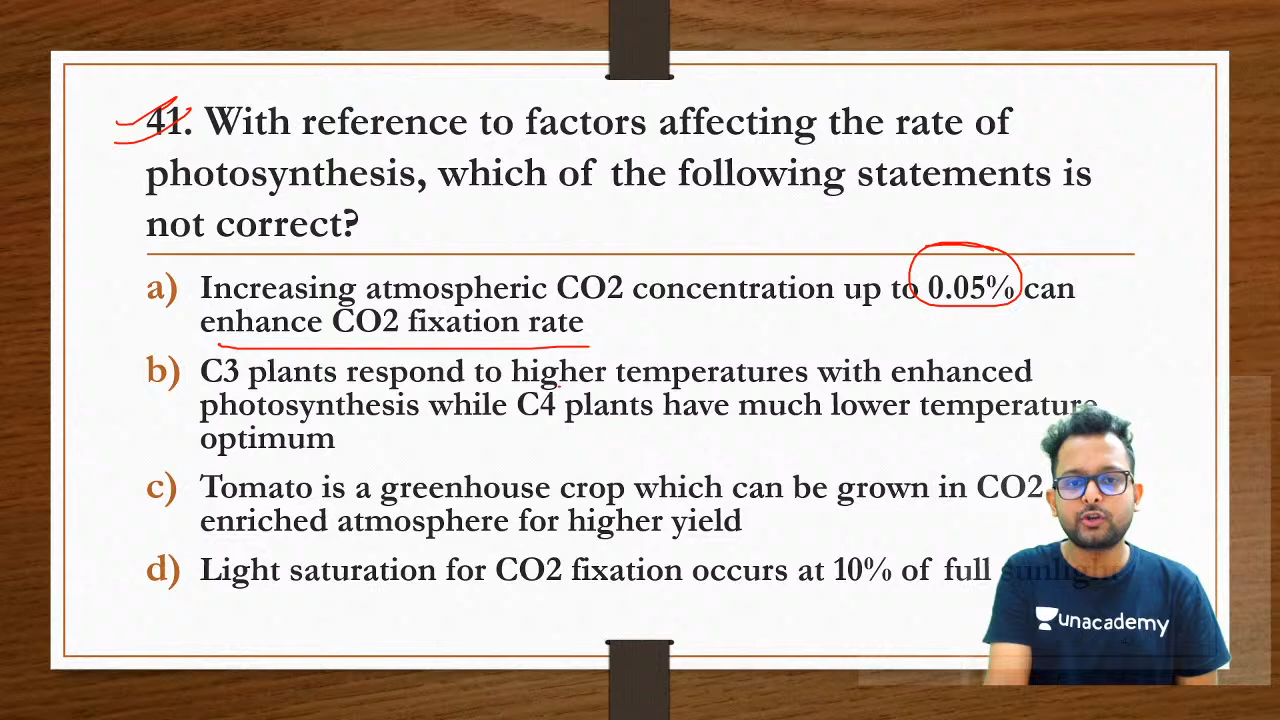 41. With reference to factors affecting the rate of
photosynthesis, which of the following statements is
not correct?
a) Increasing atmospheric CO2 concentration up to 0.05% can
enhance CO2 fixation rate
b) C3 plants respond to higher temperatures with enhanced
photosynthesis while C4 plants have much lower temperature
optimum
c) Tomato is a greenhouse crop which can be grown in CO2
enriched atmosphere for higher yield
d) Light saturation for CO2 fixation occurs at 10% of full sunlight
unacademy